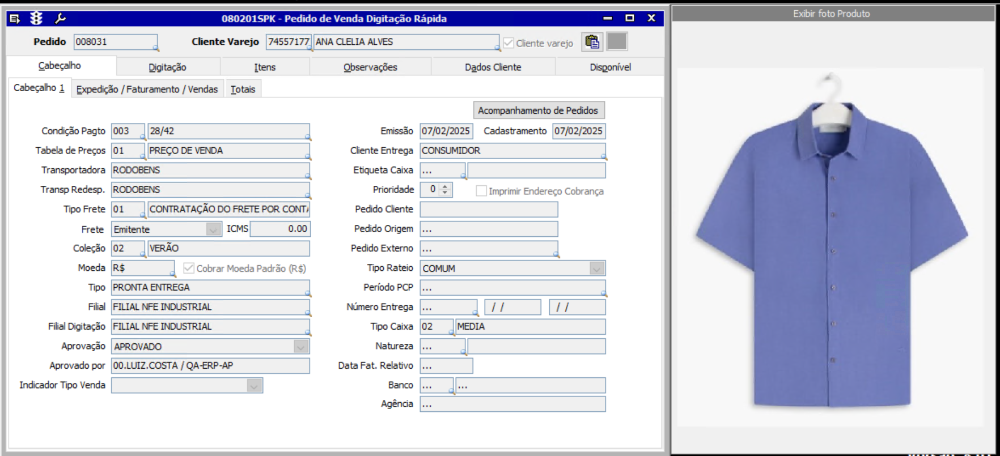 080201SPK - Pedido de Venda Digitação Rápida
Exibir foto Produto
Pedido 008031 Cliente Varejo 74557177 ANA CLELIA ALVES Cliente varejo
Cabeçalho Digitação Itens Observações Dados Cliente Disponível
Cabeçalho 1 Expedição / Faturamento / Vendas Totais
Acompanhamento de Pedidos
Condição Pagto 003 28/42 Emissão 07/02/2025 Cadastramento 07/02/2025
Tabela de Preços 01 PREÇO DE VENDA Cliente Entrega CONSUMIDOR
Transportadora RODOBENS Etiqueta Caixa ...
Transp Redesp. RODOBENS Prioridade 0 Imprimir Endereço Cobrança
Tipo Frete 01 CONTRATAÇÃO DO FRETE POR CONT Pedido Cliente
Frete Emitente ICMS 0.00 Pedido Origem ...
Coleção 02 VERÃO Pedido Externo ...
Moeda R$ Cobrar Moeda Padrão (R$) Tipo Rateio COMUM
Tipo PRONTA ENTREGA Período PCP ...
Filial FILIAL NFE INDUSTRIAL Número Entrega ... / / / /
Filial Digitação FILIAL NFE INDUSTRIAL Tipo Caixa 02 MEDIA
Aprovação APROVADO Natureza ...
Aprovado por 00.LUIZ.COSTA / QA-ERP-AP Data Fat. Relativo ...
Indicador Tipo Venda Banco ... ...
Agência ...